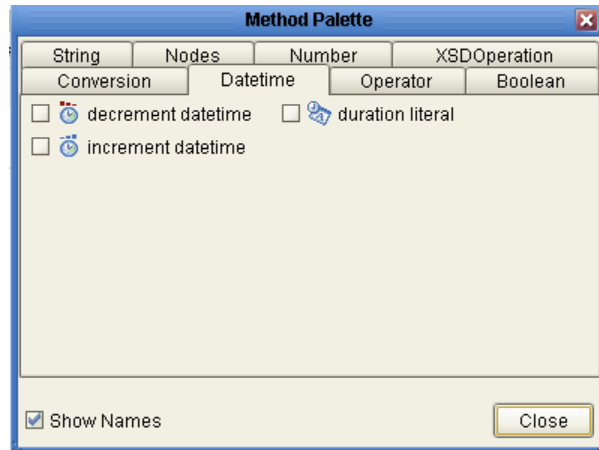 Method Palette
String Nodes Number XSDOperation
Conversion Datetime Operator Boolean
decrement datetime duration literal
increment datetime
Show Names Close